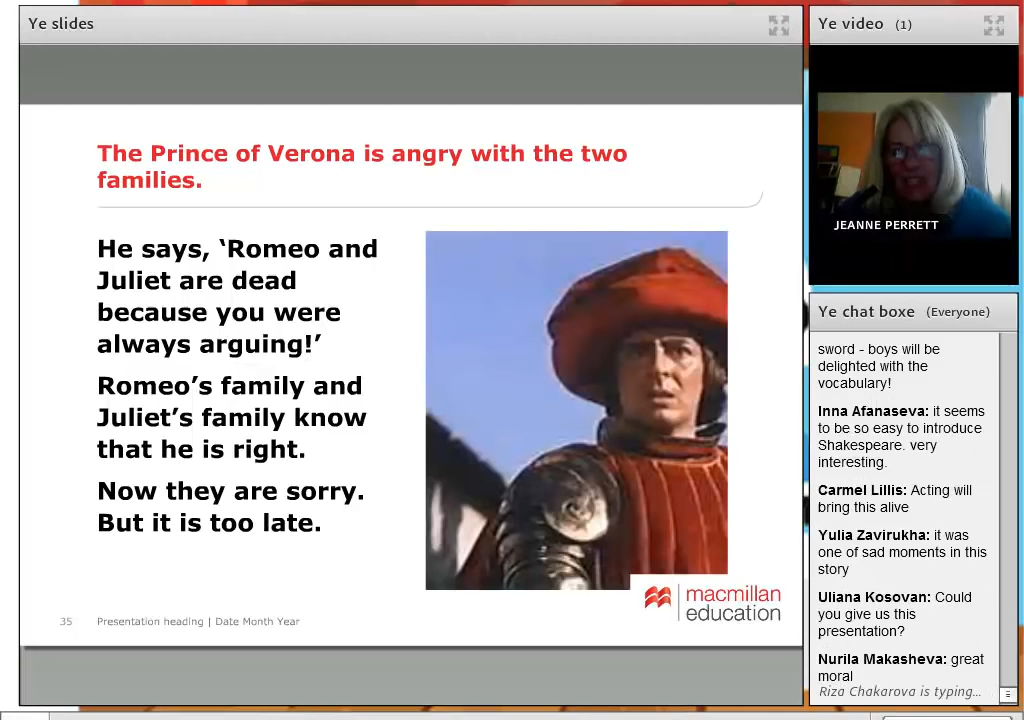 Ye slides
The Prince of Verona is angry with the two
families.
He says, ‘Romeo and
Juliet are dead
because you were
always arguing!’
Romeo’s family and
Juliet’s family know
that he is right.
Now they are sorry.
But it is too late.
macmillan
education
35 Presentation heading | Date Month Year
Ye video (1)
JEANNE PERRETT
Ye chat boxe (Everyone)
sword - boys will be
delighted with the
vocabulary!
Inna Afanaseva: it seems
to be so easy to introduce
Shakespeare. very
interesting.
Carmel Lillis: Acting will
bring this alive
Yulia Zavirukha: it was
one of sad moments in this
story
Uliana Kosovan: Could
you give us this
presentation?
Nurila Makasheva: great
moral
Riza Chakarova is typing...